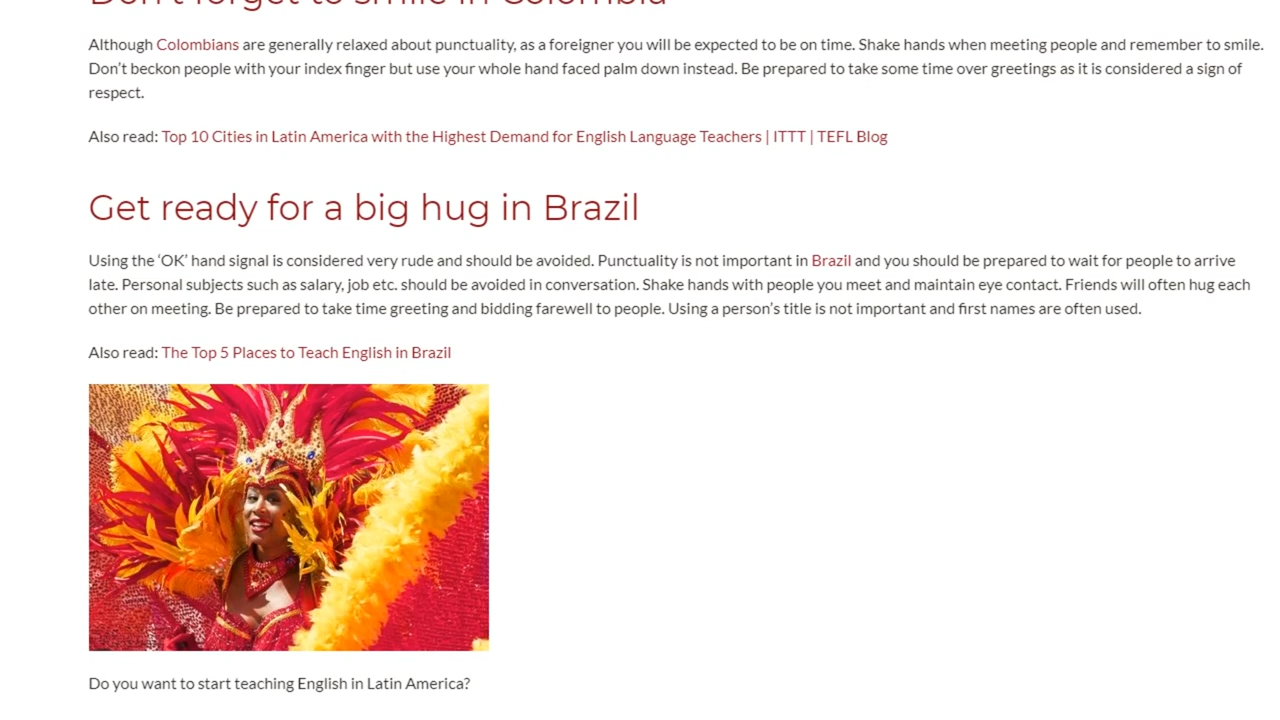 Don't forget to smile in Colombia
Although Colombians are generally relaxed about punctuality, as a foreigner you will be expected to be on time. Shake hands when meeting people and remember to smile.
Don’t beckon people with your index finger but use your whole hand faced palm down instead. Be prepared to take some time over greetings as it is considered a sign of
respect.
Also read: Top 10 Cities in Latin America with the Highest Demand for English Language Teachers | ITTT | TEFL Blog
Get ready for a big hug in Brazil
Using the ‘OK’ hand signal is considered very rude and should be avoided. Punctuality is not important in Brazil and you should be prepared to wait for people to arrive
late. Personal subjects such as salary, job etc. should be avoided in conversation. Shake hands with people you meet and maintain eye contact. Friends will often hug each
other on meeting. Be prepared to take time greeting and bidding farewell to people. Using a person’s title is not important and first names are often used.
Also read: The Top 5 Places to Teach English in Brazil
Do you want to start teaching English in Latin America?